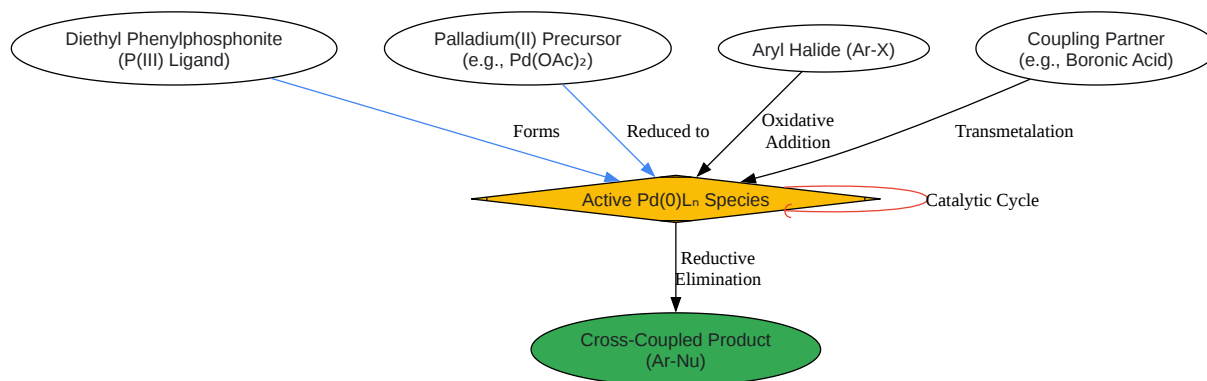 Diethyl Phenylphosphonite
(P(III) Ligand)
Palladium(II) Precursor
(e.g., Pd(OAc)₂)
Aryl Halide (Ar-X)
Coupling Partner
(e.g., Boronic Acid)
Forms
Reduced to
Oxidative
Addition
Transmetalation
Active Pd(0)Lₙ Species
Catalytic Cycle
Reductive
Elimination
Cross-Coupled Product
(Ar-Nu)